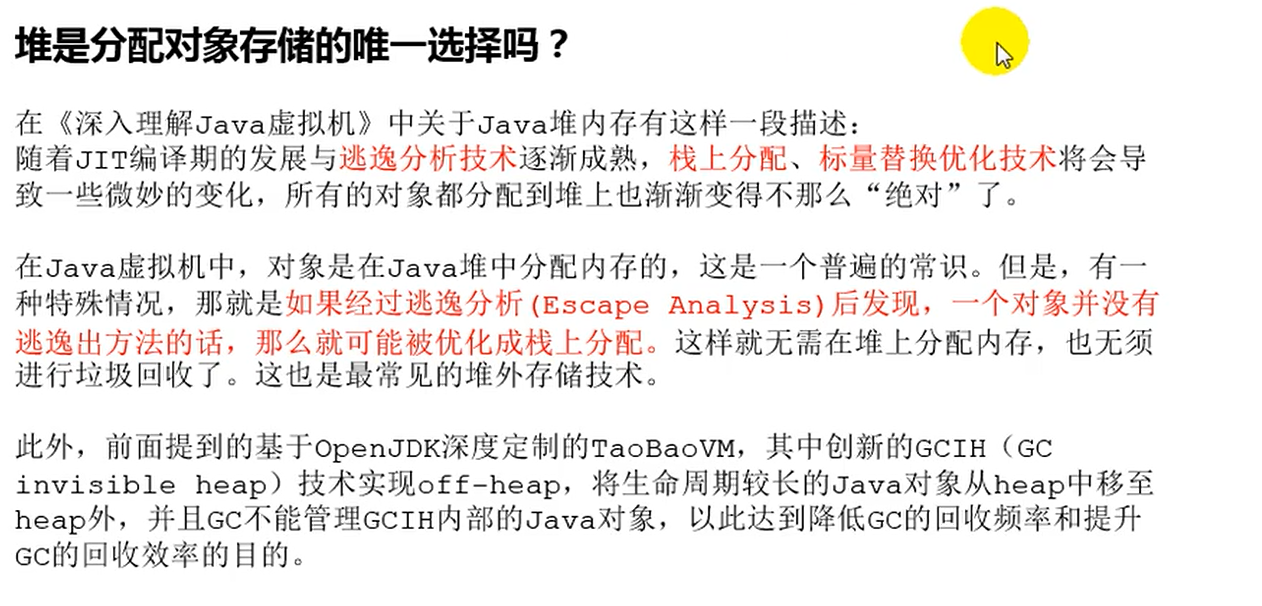 堆是分配对象存储的唯一选择吗？
在《深入理解Java虚拟机》中关于Java堆内存有这样一段描述：
随着JIT编译期的发展与逃逸分析技术逐渐成熟，栈上分配、标量替换优化技术将会导
致一些微妙的变化，所有的对象都分配到堆上也渐渐变得不那么“绝对”了。
在Java虚拟机中，对象是在Java堆中分配内存的，这是一个普遍的常识。但是，有一
种特殊情况，那就是如果经过逃逸分析(Escape Analysis)后发现，一个对象并没有
逃逸出方法的话，那么就可能被优化成栈上分配。这样就无需在堆上分配内存，也无须
进行垃圾回收了。这也是最常见的堆外存储技术。
此外，前面提到的基于OpenJDK深度定制的TaoBaoVM，其中创新的GCIH（GC
invisible heap）技术实现off-heap，将生命周期较长的Java对象从heap中移至
heap外，并且GC不能管理GCIH内部的Java对象，以此达到降低GC的回收频率和提升
GC的回收效率的目的。